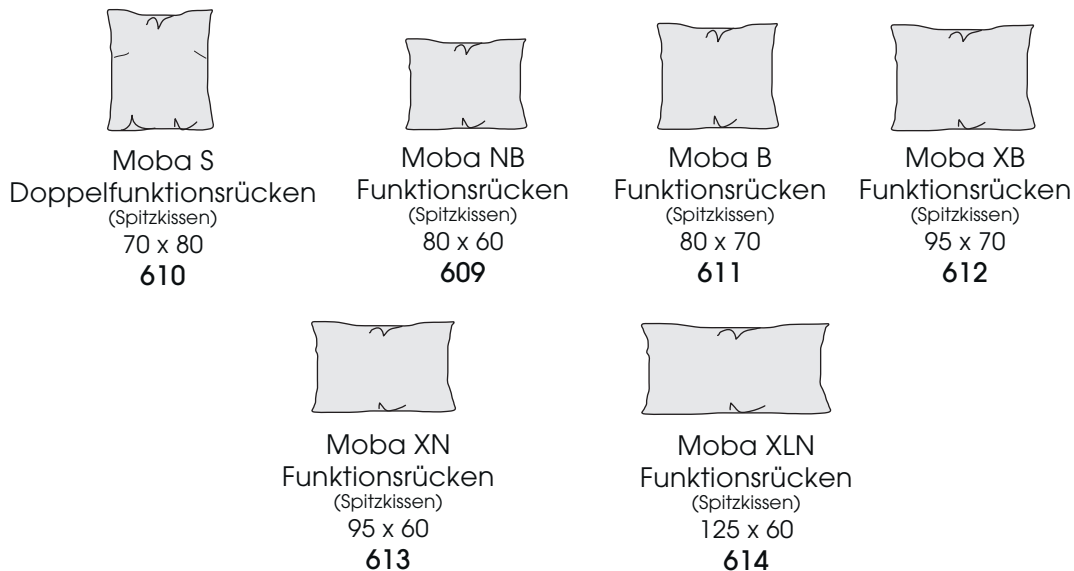 Moba S
Doppelfunktionsrücken
(Spitzkissen)
70 x 80
610
Moba NB
Funktionsrücken
(Spitzkissen)
80 x 60
609
Moba B
Funktionsrücken
(Spitzkissen)
80 x 70
611
Moba XB
Funktionsrücken
(Spitzkissen)
95 x 70
612
Moba XN
Funktionsrücken
(Spitzkissen)
95 x 60
613
Moba XLN
Funktionsrücken
(Spitzkissen)
125 x 60
614